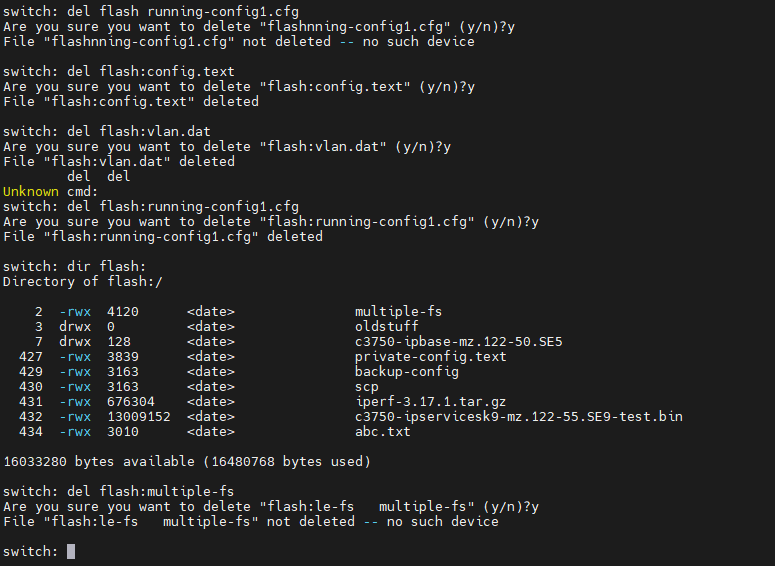 switch: del flash running-config1.cfg
Are you sure you want to delete "flashnning-config1.cfg" (y/n)?y
File "flashnning-config1.cfg" not deleted -- no such device
switch: del flash:config.text
Are you sure you want to delete "flash:config.text" (y/n)?y
File "flash:config.text" deleted
switch: del flash:vlan.dat
Are you sure you want to delete "flash:vlan.dat" (y/n)?y
File "flash:vlan.dat" deleted
        del  del
Unknown cmd:
switch: del flash:running-config1.cfg
Are you sure you want to delete "flash:running-config1.cfg" (y/n)?y
File "flash:running-config1.cfg" deleted
switch: dir flash:
Directory of flash:/
    2  -rwx  4120      <date>               multiple-fs
    3  drwx  0         <date>               oldstuff
    7  drwx  128       <date>               c3750-ipbase-mz.122-50.SE5
  427  -rwx  3839      <date>               private-config.text
  429  -rwx  3163      <date>               backup-config
  430  -rwx  3163      <date>               scp
  431  -rwx  676304    <date>               iperf-3.17.1.tar.gz
  432  -rwx  13009152  <date>               c3750-ipservicesk9-mz.122-55.SE9-test.bin
  434  -rwx  3010      <date>               abc.txt
16033280 bytes available (16480768 bytes used)
switch: del flash:multiple-fs
Are you sure you want to delete "flash:le-fs   multiple-fs" (y/n)?y
File "flash:le-fs   multiple-fs" not deleted -- no such device
switch: